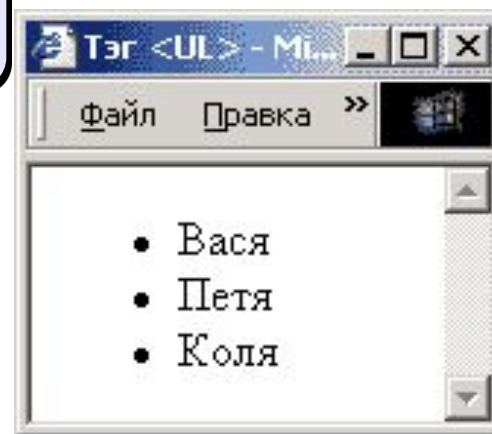 Тэг <UL> - Mi...
Файл Правка »
• Вася
• Петя
• Коля